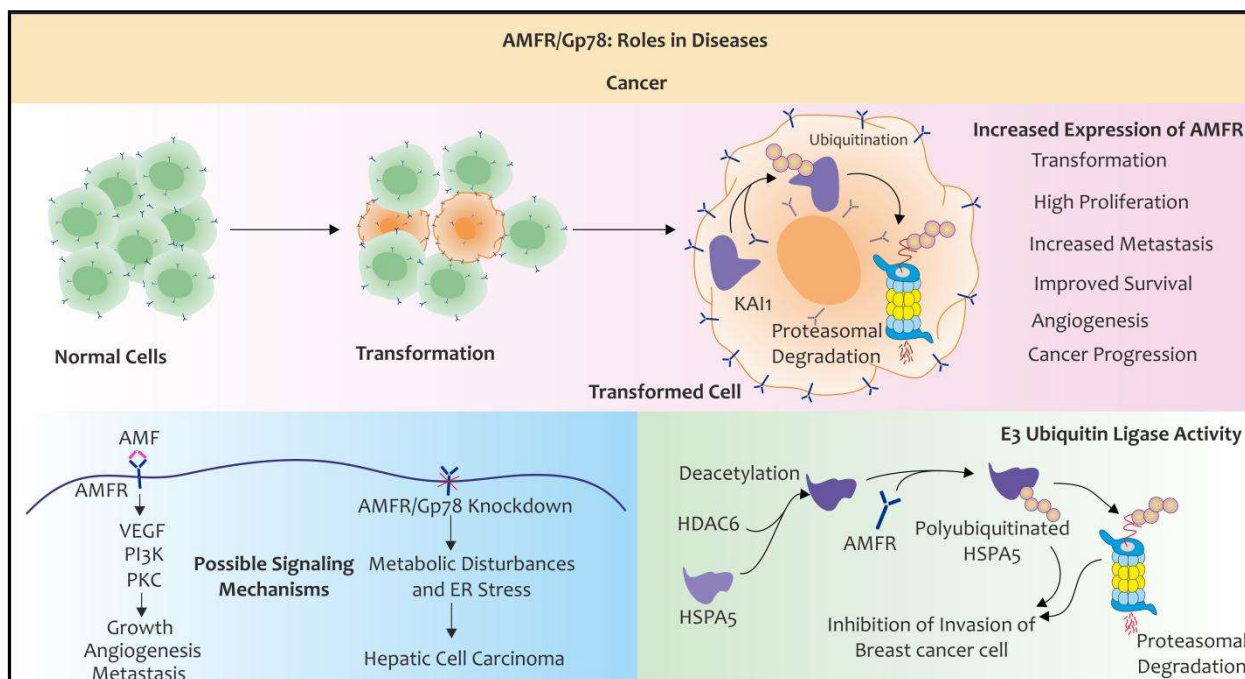 AMFR/Gp78: Roles in Diseases
Cancer
Normal Cells
Transformation
Ubiquitination
KAI1
Proteasomal
Degradation
Transformed Cell
Increased Expression of AMFR
Transformation
High Proliferation
Increased Metastasis
Improved Survival
Angiogenesis
Cancer Progression
AMF
AMFR
VEGF
PI3K
PKC
Growth
Angiogenesis
Metastasis
Possible Signaling
Mechanisms
AMFR/Gp78 Knockdown
Metabolic Disturbances
and ER Stress
Hepatic Cell Carcinoma
E3 Ubiquitin Ligase Activity
Deacetylation
HDAC6
HSPA5
AMFR
Polyubiquitinated
HSPA5
Inhibition of Invasion of
Breast cancer cell
Proteasomal
Degradation